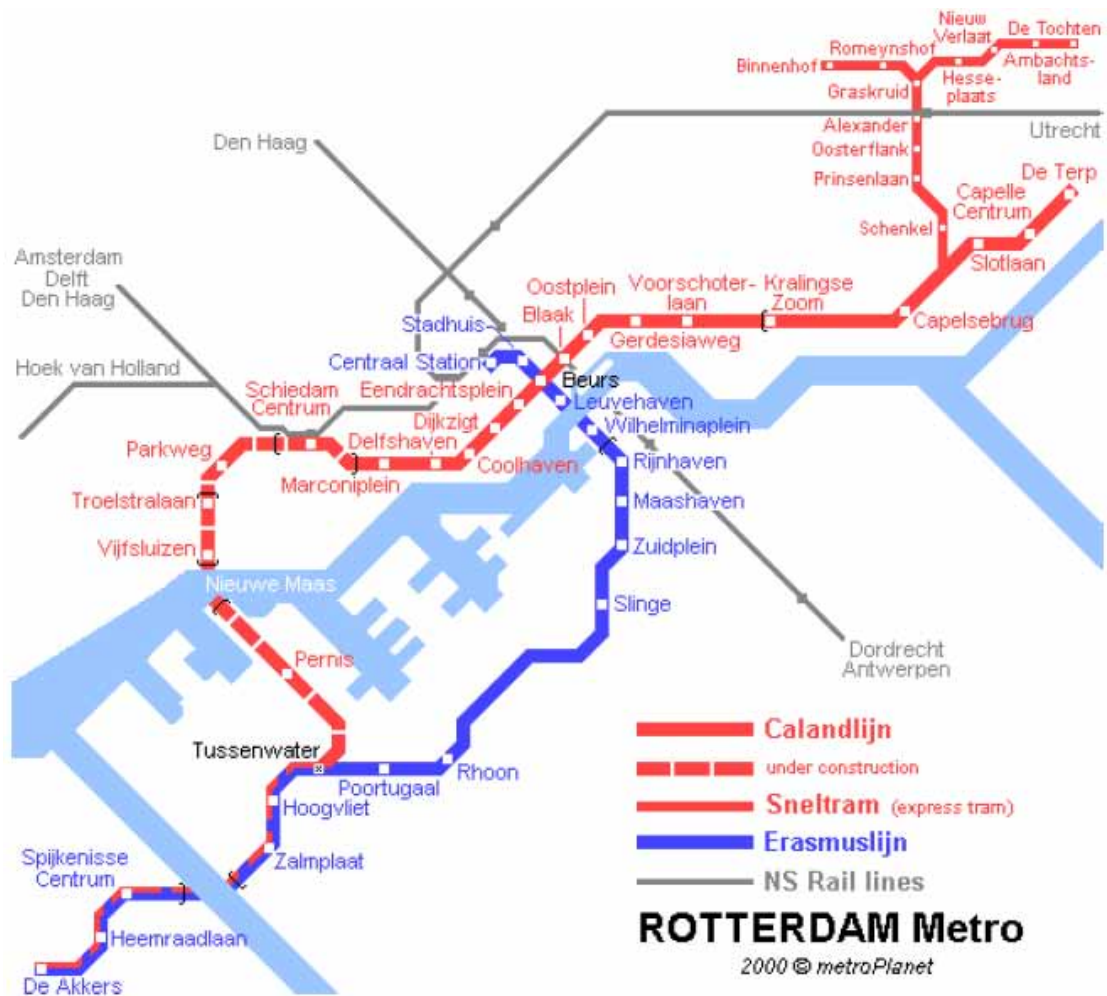 Nieuw
Verlaat
De Tochten
Romeynshof
Binnenhof
Hesse-
plaats
Ambachts-
land
Graskruid
Den Haag
Alexander
Utrecht
Oosterflank
De Terp
Prinsenlaan
Capelle
Centrum
Schenkel
Slotlaan
Amsterdam
Delft
Den Haag
Oostplein
Voorschoter-
laan
Kralingse
Zoom
Blaak
Stadhuis
Gerdesiaweg
Capelsebrug
Centraal Station
Hoek van Holland
Beurs
Schiedam
Centrum
Eendrachtsplein
Leuvehaven
Dijkzigt
Wilhelminaplein
Parkweg
Delfshaven
Coolhaven
Rijnhaven
Marconiplein
Troelstralaan
Maashaven
Vijfsluizen
Zuidplein
Nieuwe Maas
Slinge
Pernis
Dordrecht
Antwerpen
Tussenwater
Rhoon
Poortugaal
Hoogvliet
Zalmplaat
Spijkenisse
Centrum
Heemraadlaan
De Akkers
Calandlijn
under construction
Sneltram (express tram)
Erasmuslijn
NS Rail lines
ROTTERDAM Metro
2000 © metroPlanet